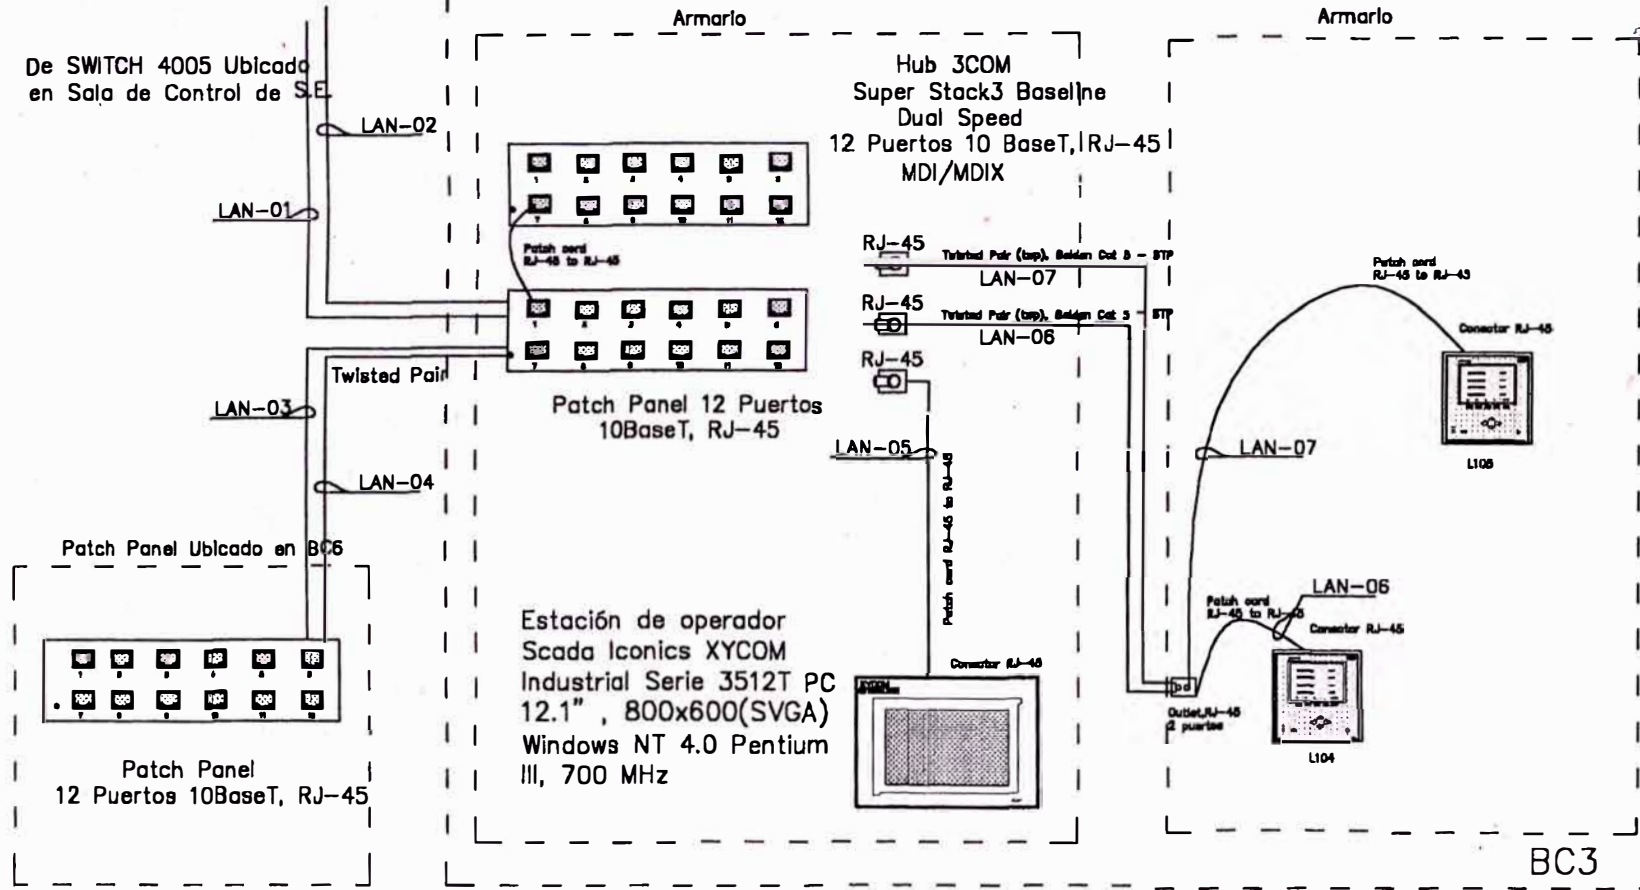 Armario
Armario
De SWITCH 4005 Ubicado
en Sala de Control de S.E.
LAN-02
LAN-01
Hub 3COM
Super Stack3 Baseline
Dual Speed
12 Puertos 10 BaseT, RJ-45
MDI/MDIX
Patch cord
RJ-45 to RJ-45
RJ-45
Twisted Pair (twp), Belden Cat 5 - STP
LAN-07
RJ-45
Twisted Pair (twp), Belden Cat 5 - STP
LAN-06
RJ-45
Patch cord
RJ-45 to RJ-45
Conector RJ-45
L105
LAN-07
Twisted Pair
LAN-03
LAN-04
Patch Panel 12 Puertos
10BaseT, RJ-45
LAN-05
Patch cord RJ-45 to RJ-45
Patch Panel Ubicado en BC6
Patch Panel
12 Puertos 10BaseT, RJ-45
Estación de operador
Scada Iconics XYCOM
Industrial Serie 3512T PC
12.1" , 800x600(SVGA)
Windows NT 4.0 Pentium
III, 700 MHz
Conector RJ-45
XYCOM
LAN-06
Patch cord
RJ-45 to RJ-45
Conector RJ-45
Outlet, RJ-45
2 puertos
L104
BC3